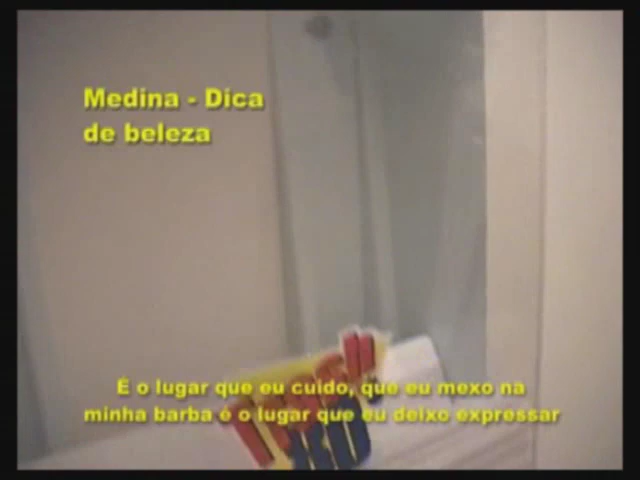 Medina - Dica
de beleza
É o lugar que eu cuido, que eu mexo na
minha barba é o lugar que eu deixo expressar